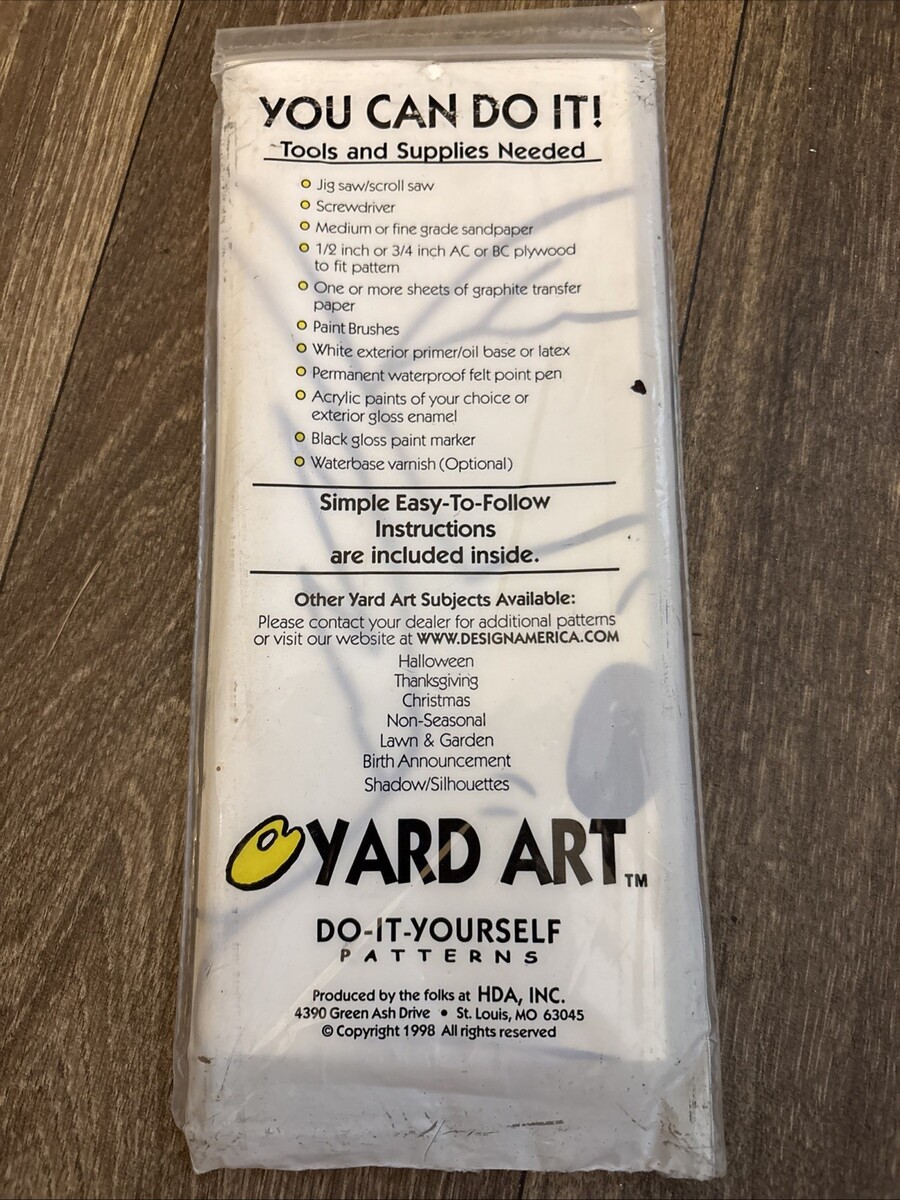 YOU CAN DO IT!
Tools and Supplies Needed
Jig saw/scroll saw
Screwdriver
Medium or fine grade sandpaper
1/2 inch or 3/4 inch AC or BC plywood
to fit pattern
One or more sheets of graphite transfer
paper
Paint Brushes
White exterior primer/oil base or latex
Permanent waterproof felt point pen
Acrylic paints of your choice or
exterior gloss enamel
Black gloss paint marker
Waterbase varnish (Optional)
Simple Easy-To-Follow
Instructions
are included inside.
Other Yard Art Subjects Available:
Please contact your dealer for additional patterns
or visit our website at WWW.DESIGNAMERICA.COM
Halloween
Thanksgiving
Christmas
Non-Seasonal
Lawn & Garden
Birth Announcement
Shadow/Silhouettes
YARD ART TM
DO-IT-YOURSELF
PATTERNS
Produced by the folks at HDA, INC.
4390 Green Ash Drive • St. Louis, MO 63045
© Copyright 1998 All rights reserved